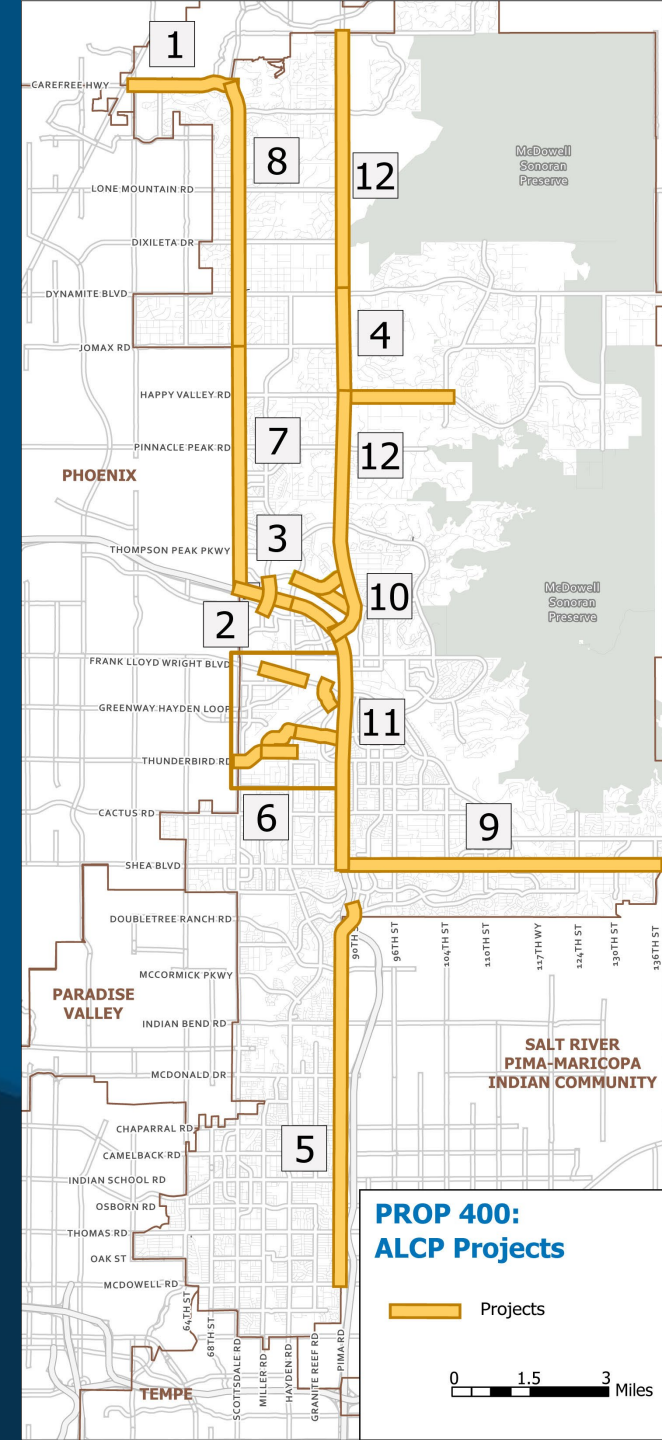 1
CAREFREE HWY
8
12
McDowell
Sonoran
Preserve
LONE MOUNTAIN RD
DIXILETA DR
DYNAMITE BLVD
4
JOMAX RD
HAPPY VALLEY RD
7
12
PINNACLE PEAK RD
PHOENIX
3
THOMPSON PEAK PKWY
McDowell
Sonoran
Preserve
10
2
FRANK LLOYD WRIGHT BLVD
GREENWAY HAYDEN LOOP
11
THUNDERBIRD RD
CACTUS RD
6
9
SHEA BLVD
DOUBLETREE RANCH RD
90TH
96TH ST
104TH ST
110TH ST
117TH WY
124TH ST
130TH ST
136TH ST
MCCORMICK PKWY
PARADISE
VALLEY
INDIAN BEND RD
SALT RIVER
PIMA-MARICOPA
INDIAN COMMUNITY
MCDONALD DR
CHAPARRAL RD
5
CAMELBACK RD
INDIAN SCHOOL RD
OSBORN RD
THOMAS RD
OAK ST
MCDOWELL RD
64TH ST
68TH ST
SCOTTSDALE RD
MILLER RD
HAYDEN RD
GRANITE REEF RD
PIMA RD
TEMPE
PROP 400:
ALCP Projects
Projects
0 1.5 3 Miles